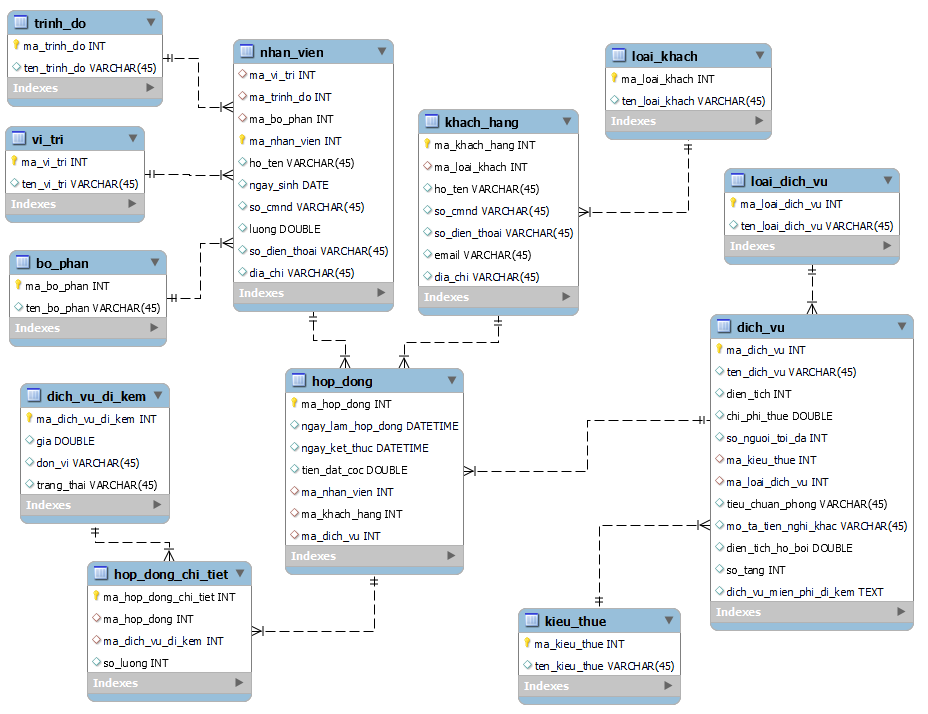 trinh_do
ma_trinh_do INT
ten_trinh_do VARCHAR(45)
Indexes
vi_tri
ma_vi_tri INT
ten_vi_tri VARCHAR(45)
Indexes
bo_phan
ma_bo_phan INT
ten_bo_phan VARCHAR(45)
Indexes
nhan_vien
ma_vi_tri INT
ma_trinh_do INT
ma_bo_phan INT
ma_nhan_vien INT
ho_ten VARCHAR(45)
ngay_sinh DATE
so_cmnd VARCHAR(45)
luong DOUBLE
so_dien_thoai VARCHAR(45)
dia_chi VARCHAR(45)
Indexes
khach_hang
ma_khach_hang INT
ma_loai_khach INT
ho_ten VARCHAR(45)
so_cmnd VARCHAR(45)
so_dien_thoai VARCHAR(45)
email VARCHAR(45)
dia_chi VARCHAR(45)
Indexes
loai_khach
ma_loai_khach INT
ten_loai_khach VARCHAR(45)
Indexes
loai_dich_vu
ma_loai_dich_vu INT
ten_loai_dich_vu VARCHAR(45)
Indexes
dich_vu
ma_dich_vu INT
ten_dich_vu VARCHAR(45)
dien_tich INT
chi_phi_thue DOUBLE
so_nguoi_toi_da INT
ma_kieu_thue INT
ma_loai_dich_vu INT
tieu_chuan_phong VARCHAR(45)
mo_ta_tien_nghi_khac VARCHAR(45)
dien_tich_ho_boi DOUBLE
so_tang INT
dich_vu_mien_phi_di_kem TEXT
Indexes
hop_dong
ma_hop_dong INT
ngay_lam_hop_dong DATETIME
ngay_ket_thuc DATETIME
tien_dat_coc DOUBLE
ma_nhan_vien INT
ma_khach_hang INT
ma_dich_vu INT
Indexes
dich_vu_di_kem
ma_dich_vu_di_kem INT
gia DOUBLE
don_vi VARCHAR(45)
trang_thai VARCHAR(45)
Indexes
hop_dong_chi_tiet
ma_hop_dong_chi_tiet INT
ma_hop_dong INT
ma_dich_vu_di_kem INT
so_luong INT
Indexes
kieu_thue
ma_kieu_thue INT
ten_kieu_thue VARCHAR(45)
Indexes